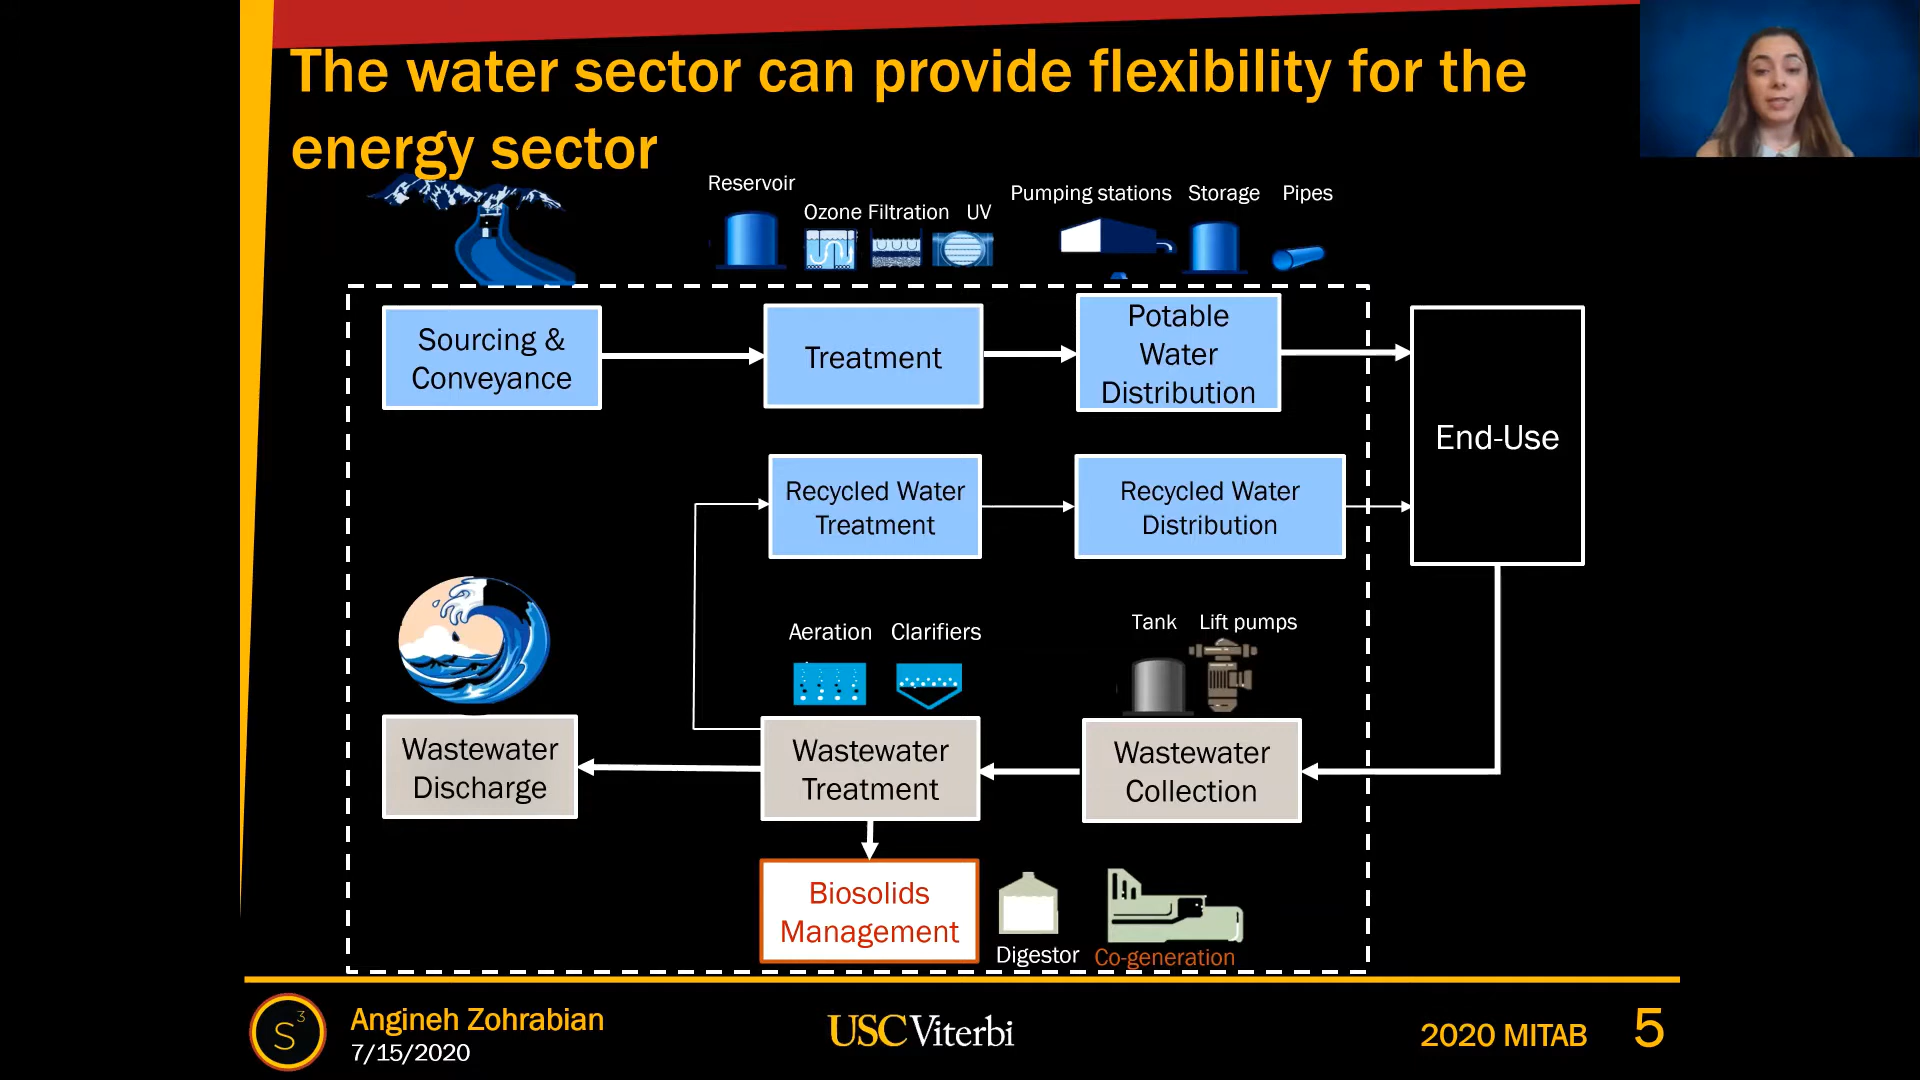 The water sector can provide flexibility for the
energy sector
Reservoir
Ozone Filtration UV
Pumping stations Storage Pipes
Sourcing &
Conveyance
Treatment
Potable
Water
Distribution
End-Use
Recycled Water
Treatment
Recycled Water
Distribution
Aeration Clarifiers
Tank Lift pumps
Wastewater
Discharge
Wastewater
Treatment
Wastewater
Collection
Biosolids
Management
Digestor Co-generation
S3
Angineh Zohrabian
7/15/2020
USC Viterbi
2020 MITAB 5